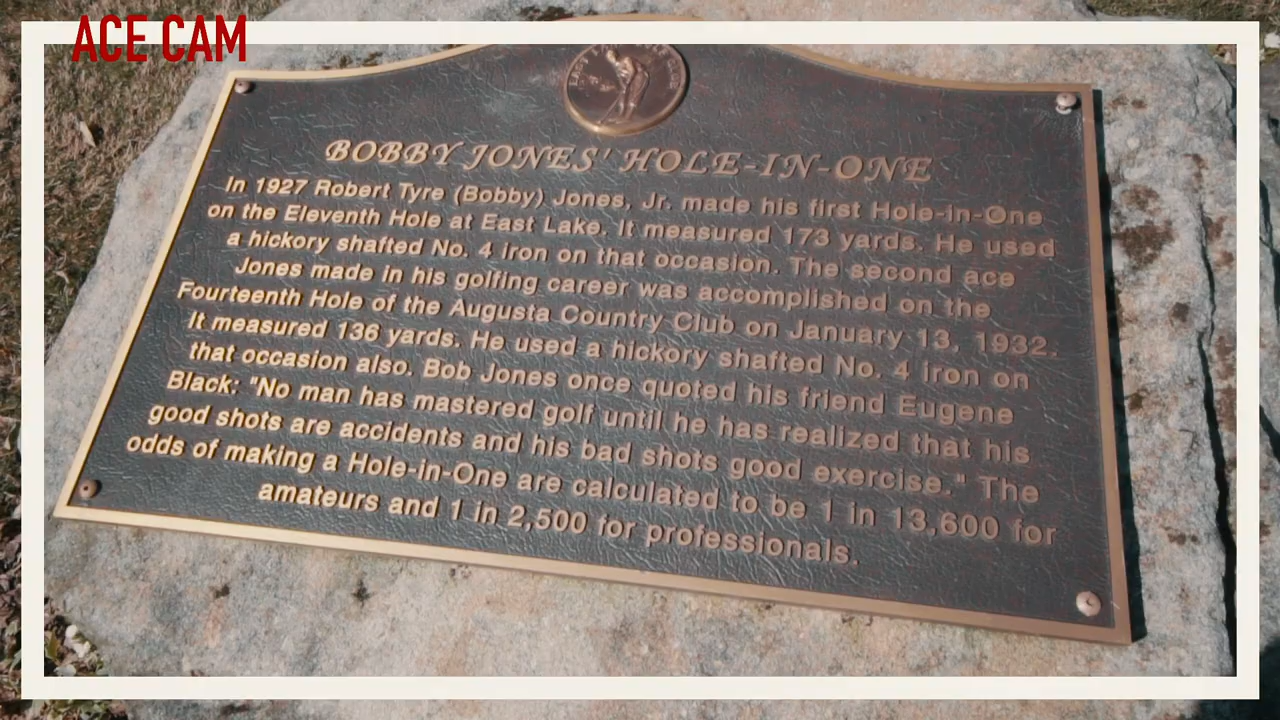 ACE CAM
BOBBY JONES' HOLE-IN-ONE
In 1927 Robert Tyre (Bobby) Jones, Jr. made his first Hole-in-One
on the Eleventh Hole at East Lake. It measured 173 yards. He used
a hickory shafted No. 4 iron on that occasion. The second ace
Jones made in his golfing career was accomplished on the
Fourteenth Hole of the Augusta Country Club on January 13, 1932.
It measured 136 yards. He used a hickory shafted No. 4 iron on
that occasion also. Bob Jones once quoted his friend Eugene
Black: "No man has mastered golf until he has realized that his
good shots are accidents and his bad shots good exercise." The
odds of making a Hole-in-One are calculated to be 1 in 13,600 for
amateurs and 1 in 2,500 for professionals.